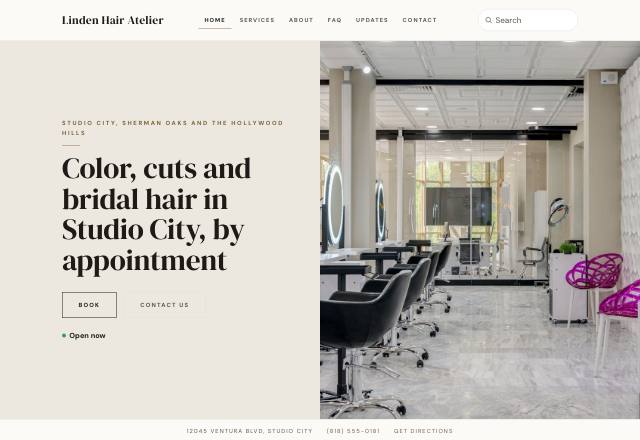 Linden Hair Atelier
HOME SERVICES ABOUT FAQ UPDATES CONTACT
Search
STUDIO CITY, SHERMAN OAKS AND THE HOLLYWOOD
HILLS
Color, cuts and
bridal hair in
Studio City, by
appointment
BOOK CONTACT US
Open now
12045 VENTURA BLVD, STUDIO CITY (818) 555-0181 GET DIRECTIONS